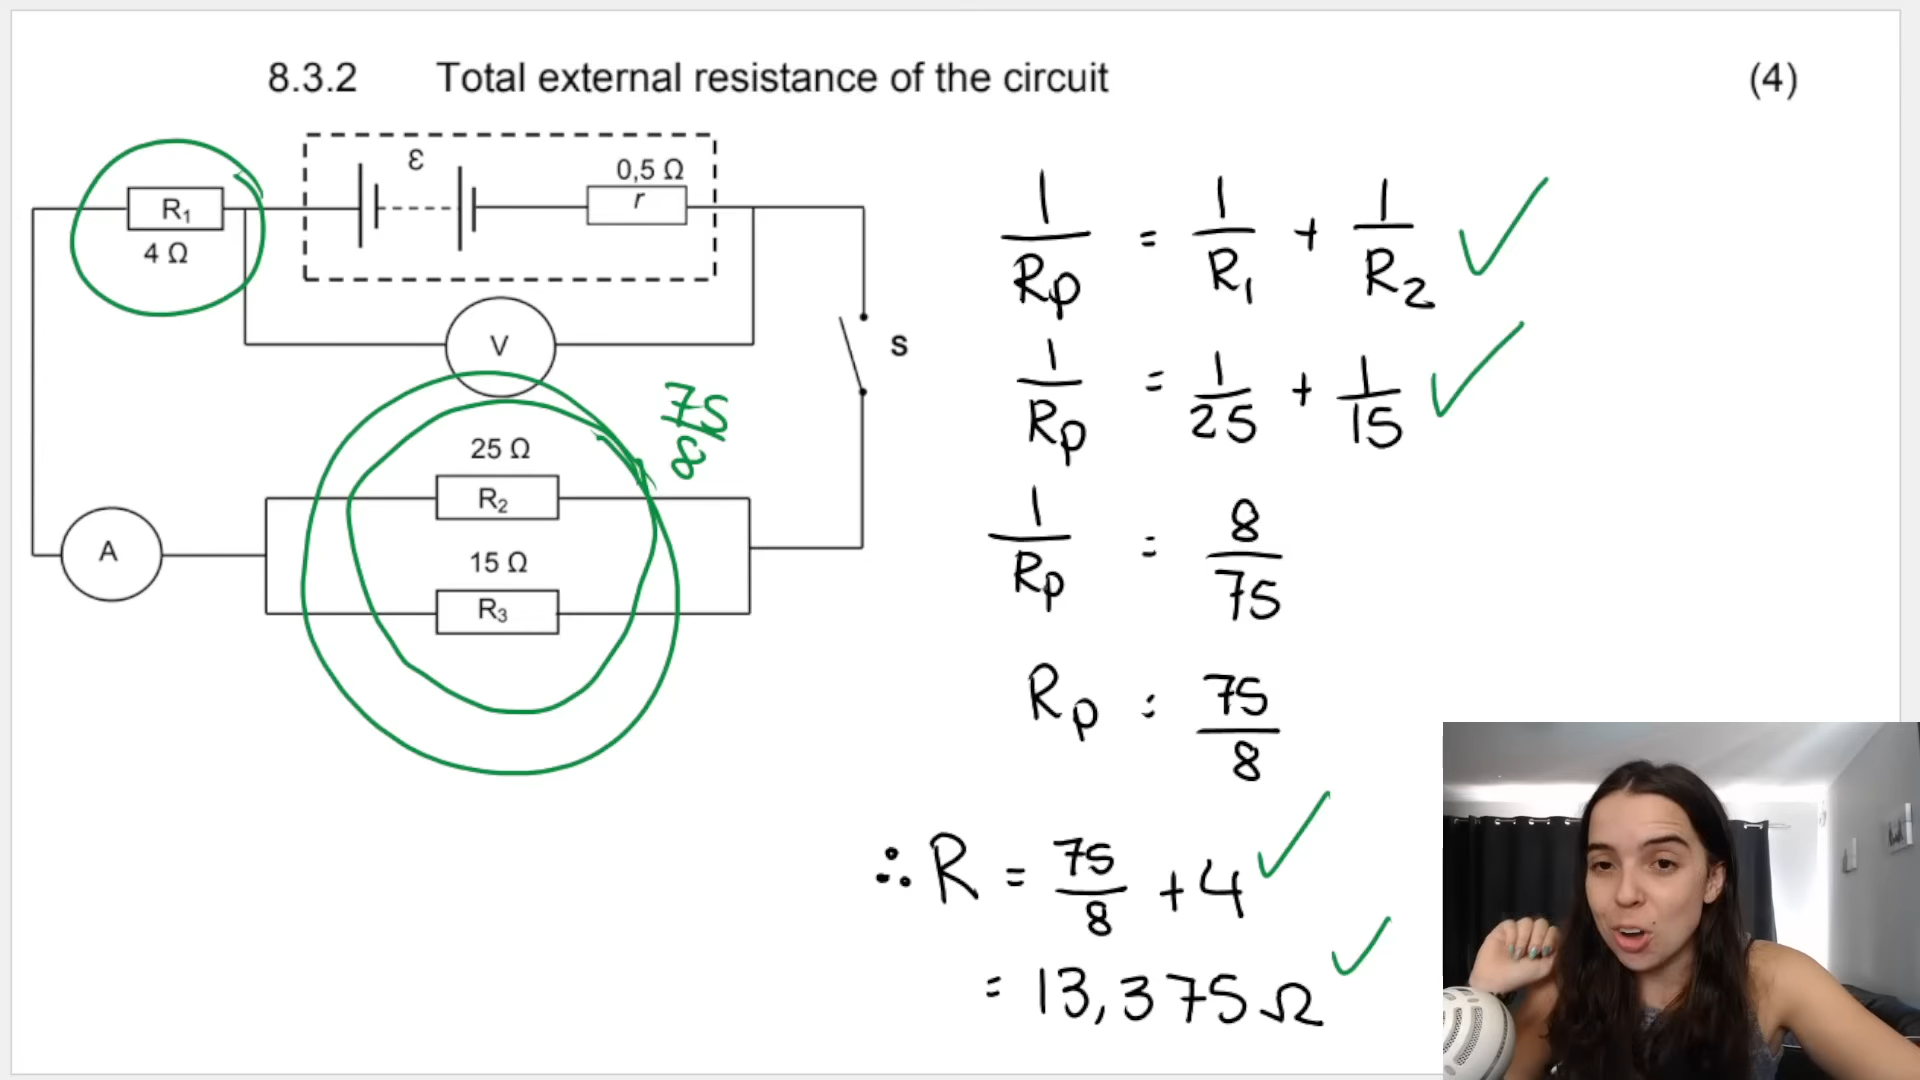 8.3.2 Total external resistance of the circuit (4)
ε
0,5 Ω
r
R₁
4 Ω
V
S
75/8
25 Ω
R₂
15 Ω
R₃
A
1/Rp = 1/R₁ + 1/R₂
1/Rp = 1/25 + 1/15
1/Rp = 8/75
Rp = 75/8
∴ R = 75/8 + 4
= 13,375 Ω